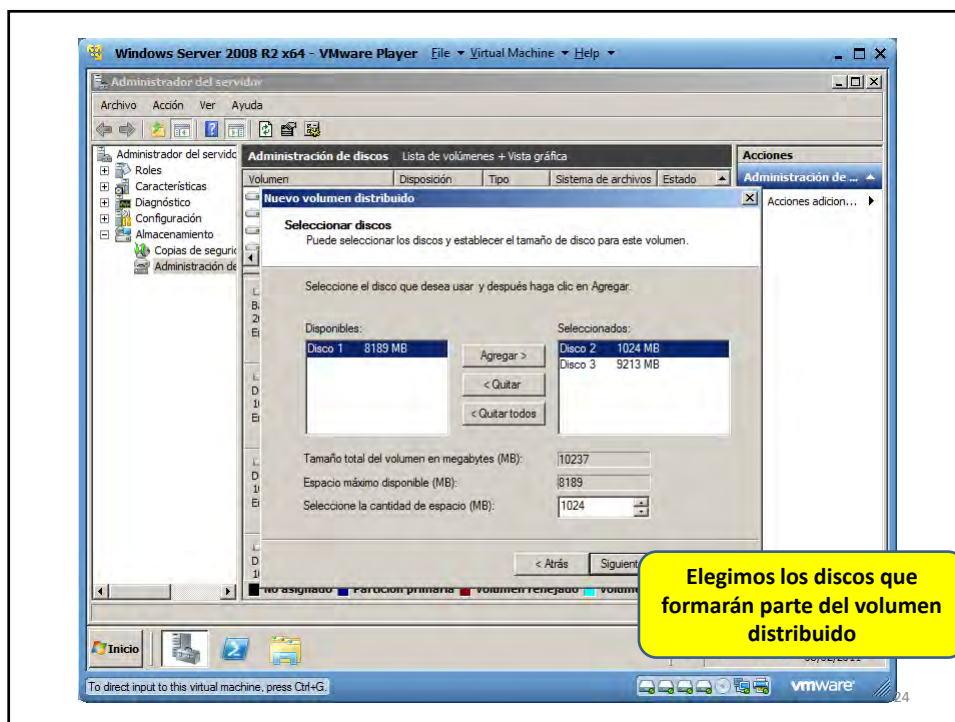 Windows Server 2008 R2 x64 - VMware Player File Virtual Machine Help
Administrador del servidor
Archivo Acción Ver Ayuda
Administrador del servidc
Roles
Características
Diagnóstico
Configuración
Almacenamiento
Copias de seguric
Administración de
Administración de discos Lista de volúmenes + Vista gráfica
Volumen Disposición Tipo Sistema de archivos Estado
Acciones
Administración de ...
Acciones adicion...
Nuevo volumen distribuido
Seleccionar discos
Puede seleccionar los discos y establecer el tamaño de disco para este volumen.
Seleccione el disco que desea usar y después haga clic en Agregar.
Disponibles:
Seleccionados:
Disco 1 8189 MB
Agregar >
< Quitar
< Quitar todos
Disco 2 1024 MB
Disco 3 9213 MB
Tamaño total del volumen en megabytes (MB): 10237
Espacio máximo disponible (MB): 8189
Seleccione la cantidad de espacio (MB): 1024
< Atrás Siguient
No asignado Partición primaria Volumen reflejado
Elegimos los discos que
formarán parte del volumen
distribuido
Inicio
To direct input to this virtual machine, press Ctrl+G.
vmware
24